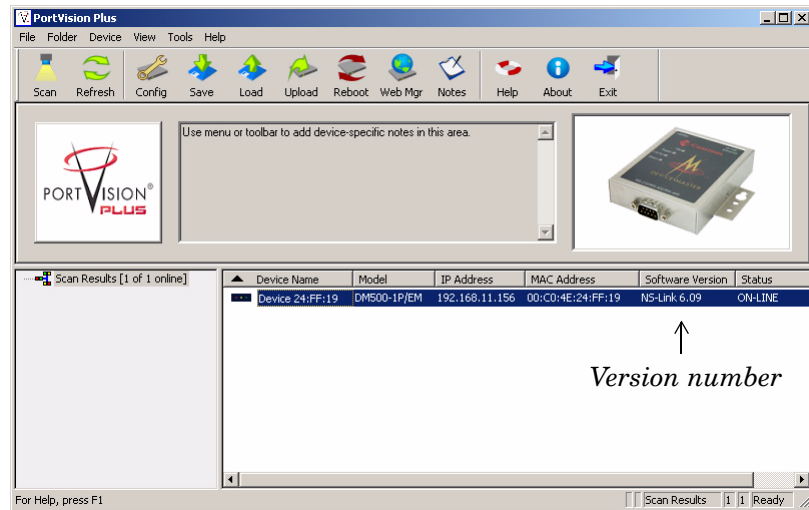 PortVision Plus
File Folder Device View Tools Help
Scan Refresh Config Save Load Upload Reboot Web Mgr Notes Help About Exit
Use menu or toolbar to add device-specific notes in this area.
PORTVISION®
PLUS
DEVICEMASTER
Scan Results [1 of 1 online]
Device Name Model IP Address MAC Address Software Version Status
Device 24:FF:19 DM500-1P/EM 192.168.11.156 00:C0:4E:24:FF:19 NS-Link 6.09 ON-LINE
Version number
For Help, press F1
Scan Results 1 1 Ready